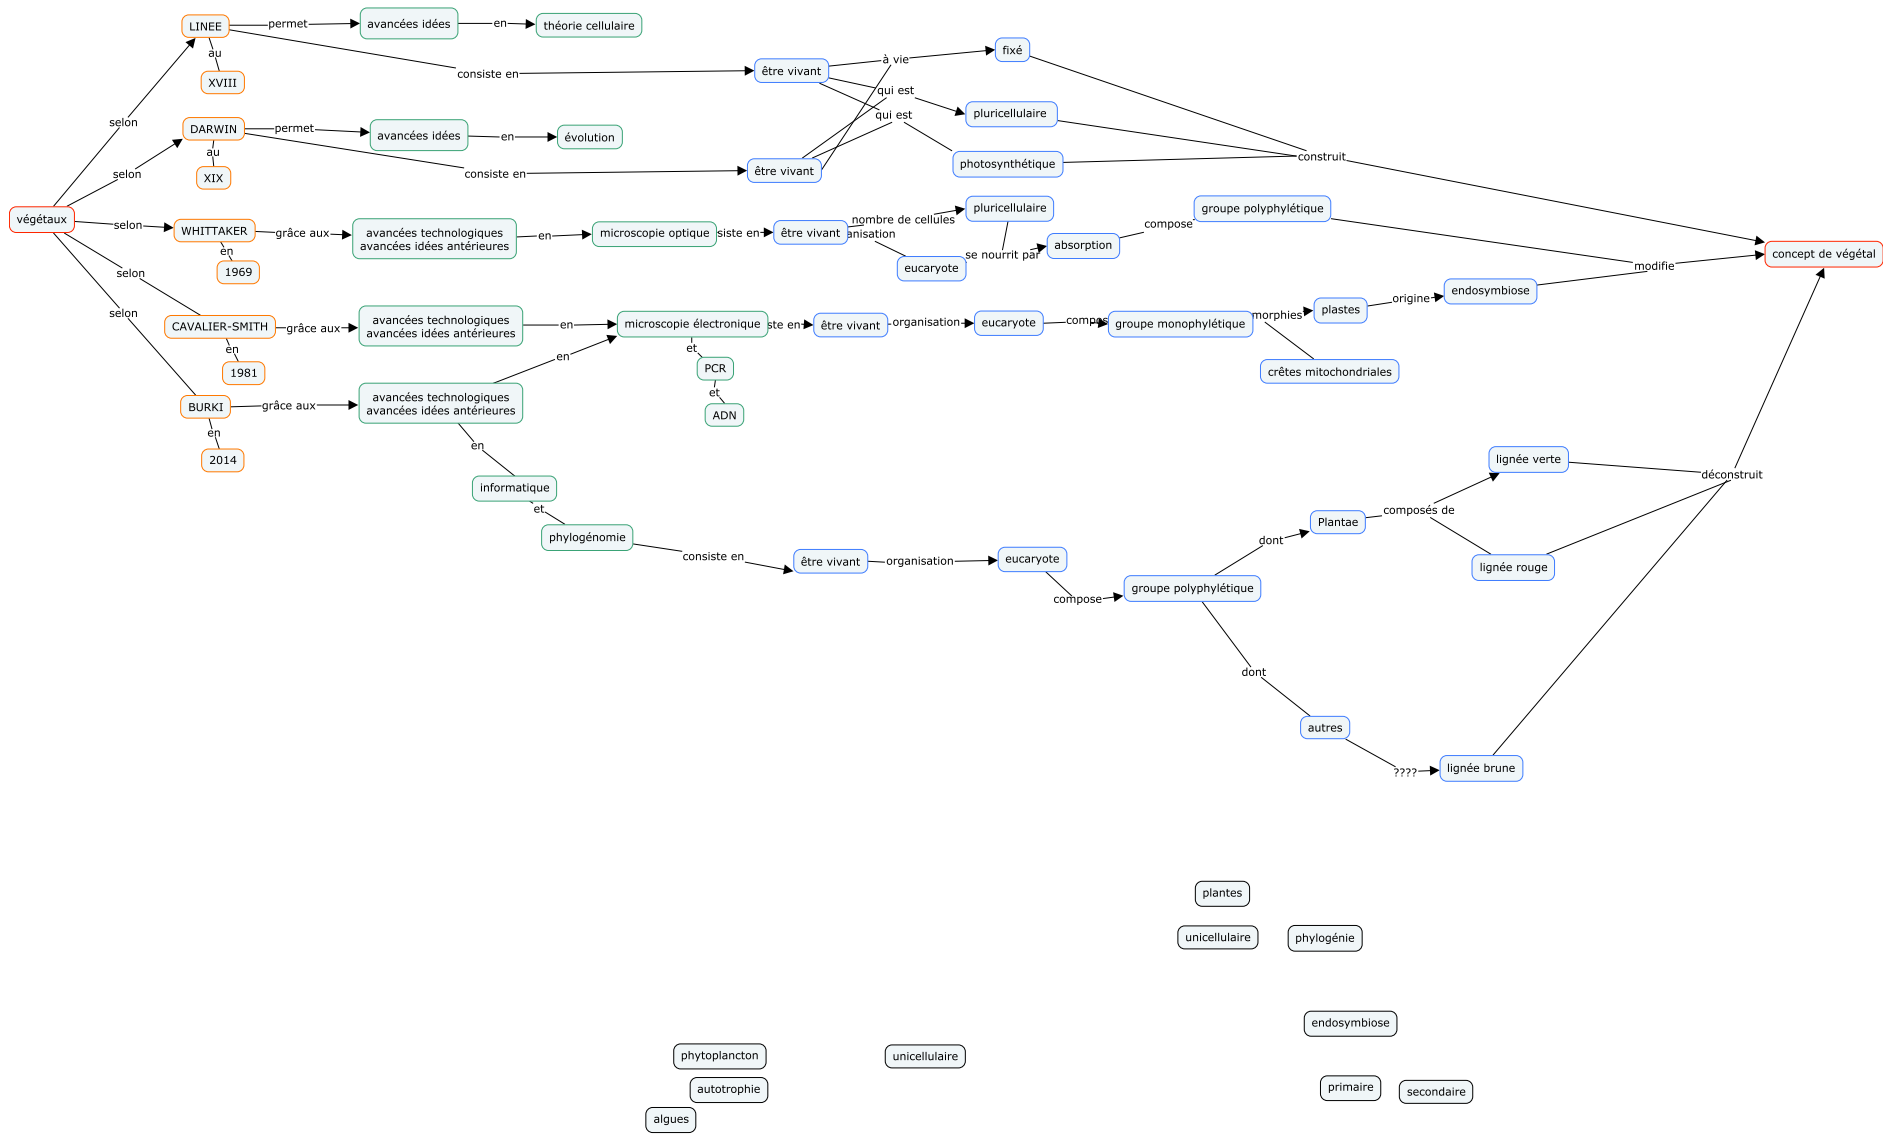 LINEE
permet
avancées idées
en
théorie cellulaire
au
XVIII
consiste en
être vivant
à vie
fixé
qui est
pluricellulaire
qui est
photosynthétique
construit
selon
DARWIN
permet
avancées idées
en
évolution
au
XIX
consiste en
être vivant
selon
végétaux
selon
WHITTAKER
en
1969
grâce aux
avancées technologiques
avancées idées antérieures
en
microscopie optique
siste en
être vivant
nombre de cellules
pluricellulaire
anisation
eucaryote
se nourrit par
absorption
compose
groupe polyphylétique
modifie
concept de végétal
selon
CAVALIER-SMITH
en
1981
grâce aux
avancées technologiques
avancées idées antérieures
en
microscopie électronique
ste en
être vivant
organisation
eucaryote
compos
groupe monophylétique
morphies
plastes
origine
endosymbiose
crêtes mitochondriales
et
PCR
et
ADN
selon
BURKI
en
2014
grâce aux
avancées technologiques
avancées idées antérieures
en
en
informatique
et
phylogénomie
consiste en
être vivant
organisation
eucaryote
compose
groupe polyphylétique
dont
Plantae
composés de
lignée verte
lignée rouge
déconstruit
dont
autres
????
lignée brune
plantes
unicellulaire
phylogénie
endosymbiose
phytoplancton
unicellulaire
autotrophie
primaire
secondaire
algues